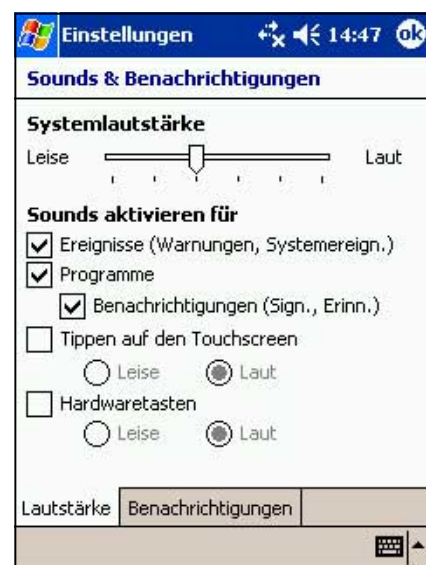 Einstellungen 14:47 ok
Sounds & Benachrichtigungen
Systemlautstärke
Leise Laut
Sounds aktivieren für
Ereignisse (Warnungen, Systemereign.)
Programme
Benachrichtigungen (Sign., Erinn.)
Tippen auf den Touchscreen
Leise Laut
Hardwaretasten
Leise Laut
Lautstärke Benachrichtigungen